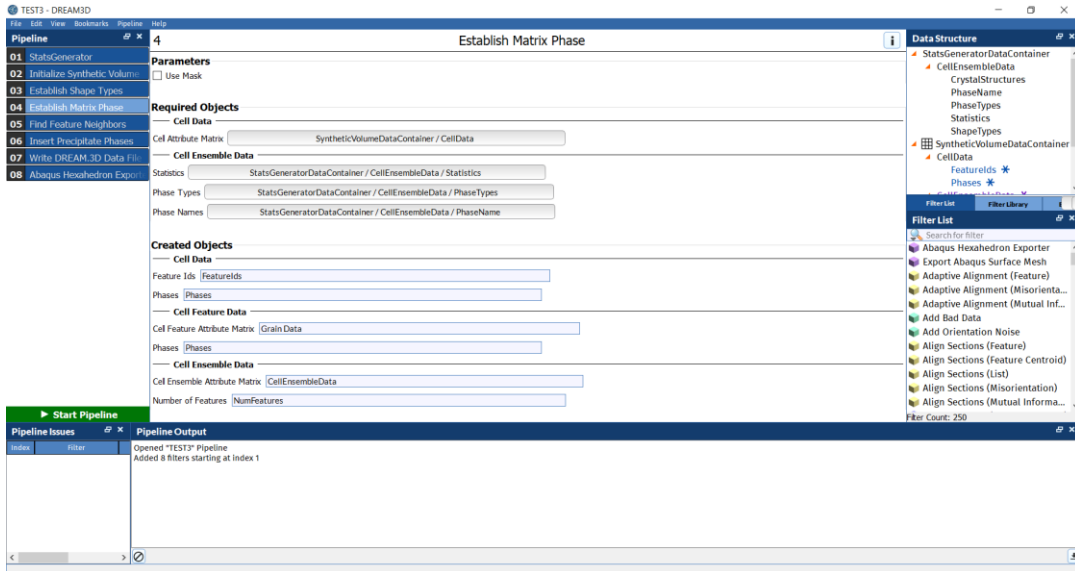 TEST3 - DREAM3D
File Edit View Bookmarks Pipeline Help
Pipeline
01 StatsGenerator
02 Initialize Synthetic Volume
03 Establish Shape Types
04 Establish Matrix Phase
05 Find Feature Neighbors
06 Insert Precipitate Phases
07 Write DREAM.3D Data File
08 Abaqus Hexahedron Export
Start Pipeline
4 Establish Matrix Phase
Parameters
Use Mask
Required Objects
Cell Data
Cell Attribute Matrix SyntheticVolumeDataContainer / CellData
Cell Ensemble Data
Statistics StatsGeneratorDataContainer / CellEnsembleData / Statistics
Phase Types StatsGeneratorDataContainer / CellEnsembleData / PhaseTypes
Phase Names StatsGeneratorDataContainer / CellEnsembleData / PhaseName
Created Objects
Cell Data
Feature Ids FeatureIds
Phases Phases
Cell Feature Data
Cell Feature Attribute Matrix Grain Data
Phases Phases
Cell Ensemble Data
Cell Ensemble Attribute Matrix CellEnsembleData
Number of Features NumFeatures
Data Structure
StatsGeneratorDataContainer
CellEnsembleData
CrystalStructures
PhaseName
PhaseTypes
Statistics
ShapeTypes
SyntheticVolumeDataContainer
CellData
FeatureIds
Phases
CellEnsembleData
Filter List Filter Library
Filter List
Search for filter
Abaqus Hexahedron Exporter
Export Abaqus Surface Mesh
Adaptive Alignment (Feature)
Adaptive Alignment (Misorienta...
Adaptive Alignment (Mutual Inf...
Add Bad Data
Add Orientation Noise
Align Sections (Feature)
Align Sections (Feature Centroid)
Align Sections (List)
Align Sections (Misorientation)
Align Sections (Mutual Informa...
Filter Count: 250
Pipeline Issues
Index Filter
Pipeline Output
Opened "TEST3" Pipeline
Added 8 filters starting at index 1